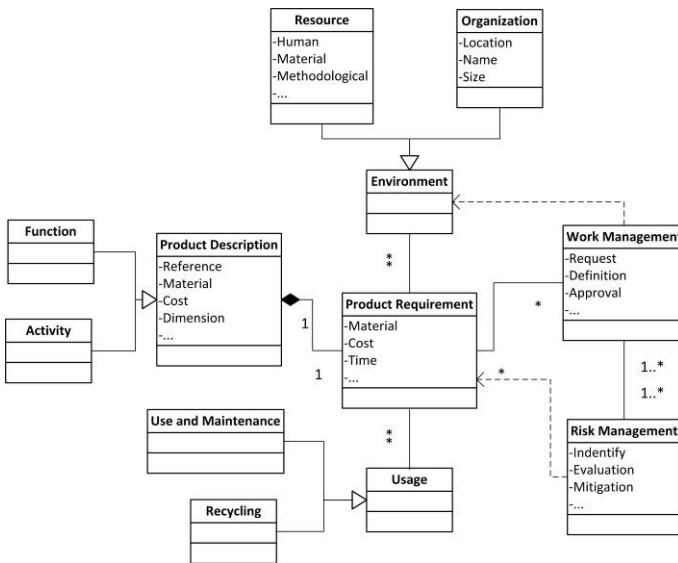 Resource
-Human
-Material
-Methodological
-...
Organization
-Location
-Name
-Size
Environment
Function
Activity
Product Description
-Reference
-Material
-Cost
-Dimension
-...
1
1
*
*
Product Requirement
-Material
-Cost
-Time
-...
*
*
Work Management
-Request
-Definition
-Approval
-...
1..*
1..*
Risk Management
-Indentify
-Evaluation
-Mitigation
-...
*
*
Use and Maintenance
Recycling
Usage